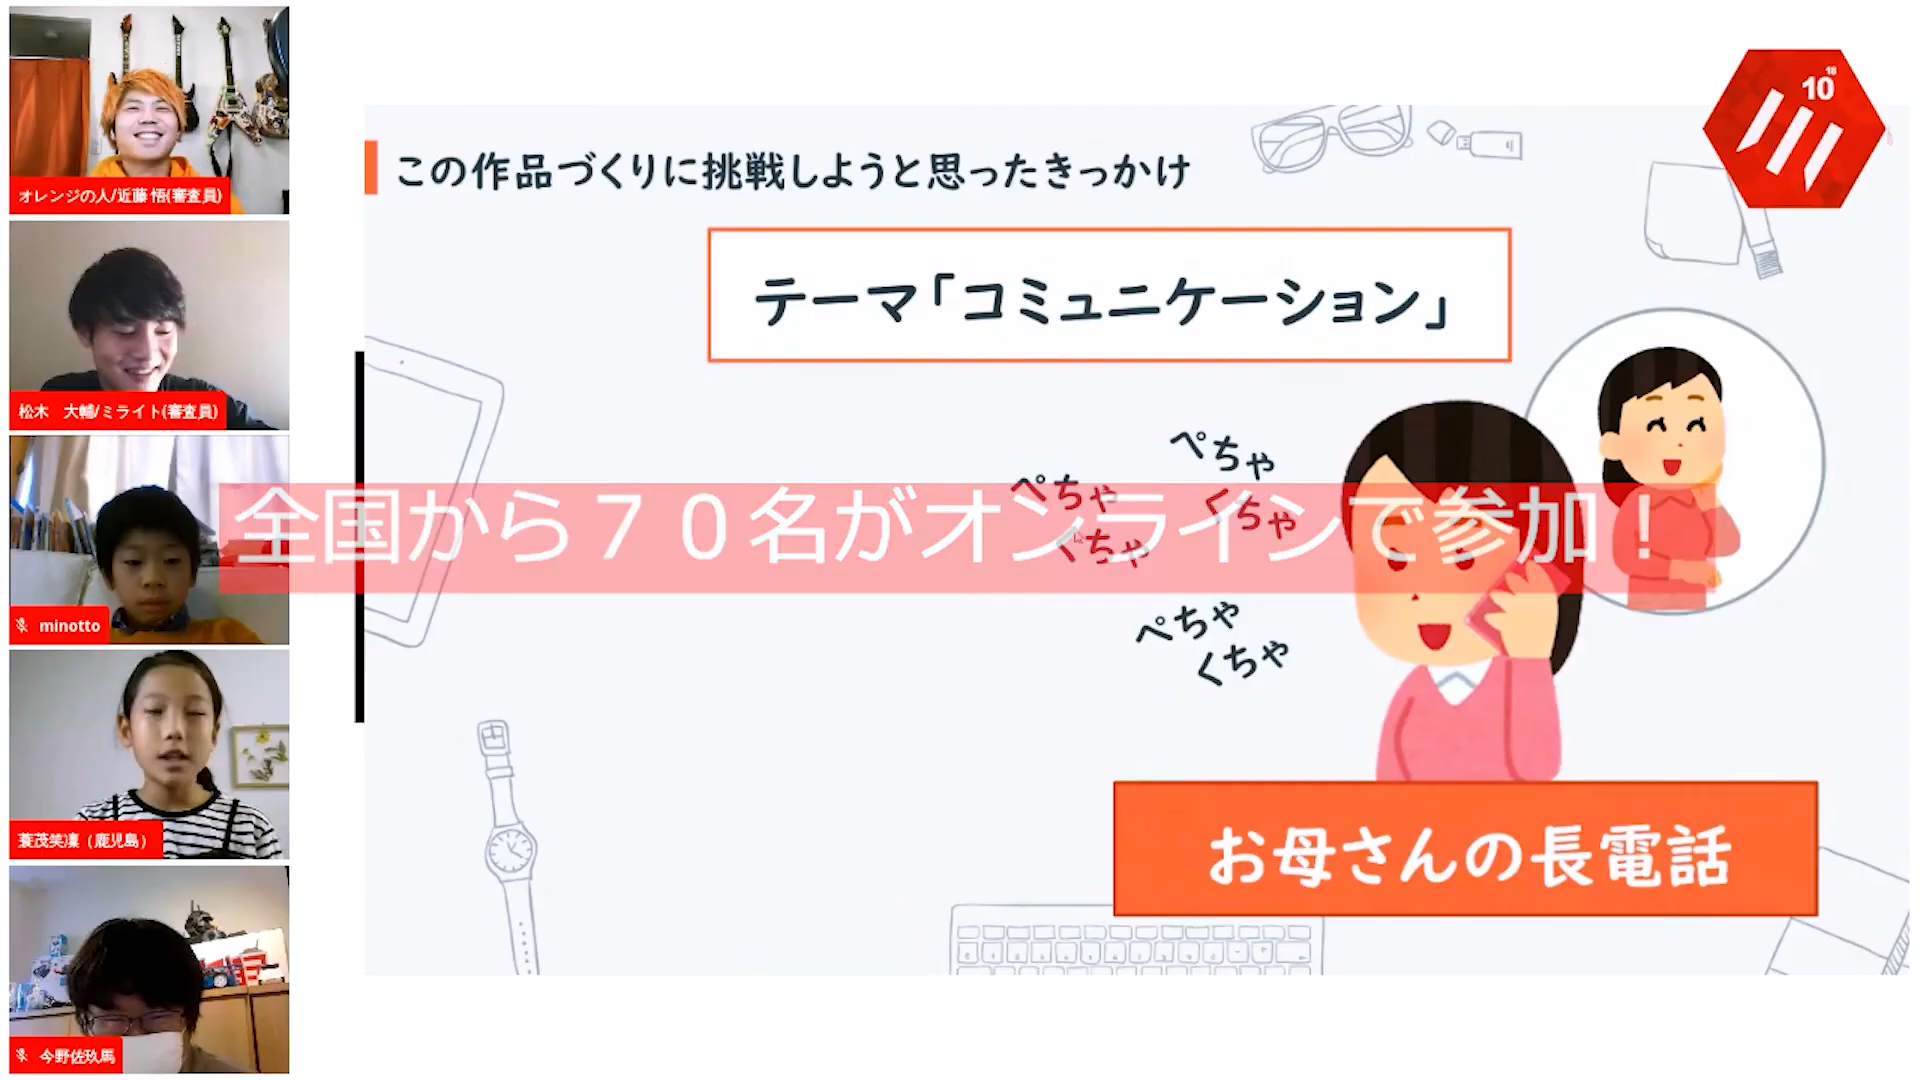 オレンジの人/近藤 悟(審査員)
松木 大輔/ミライト(審査員)
minotto
蓑茂笑凜（鹿児島）
今野佐玖馬
10
18
この作品づくりに挑戦しようと思ったきっかけ
テーマ「コミュニケーション」
ぺちゃ
くちゃ
ぺちゃ
くちゃ
全国から７０名がオンラインで参加！
ぺちゃ
くちゃ
お母さんの長電話